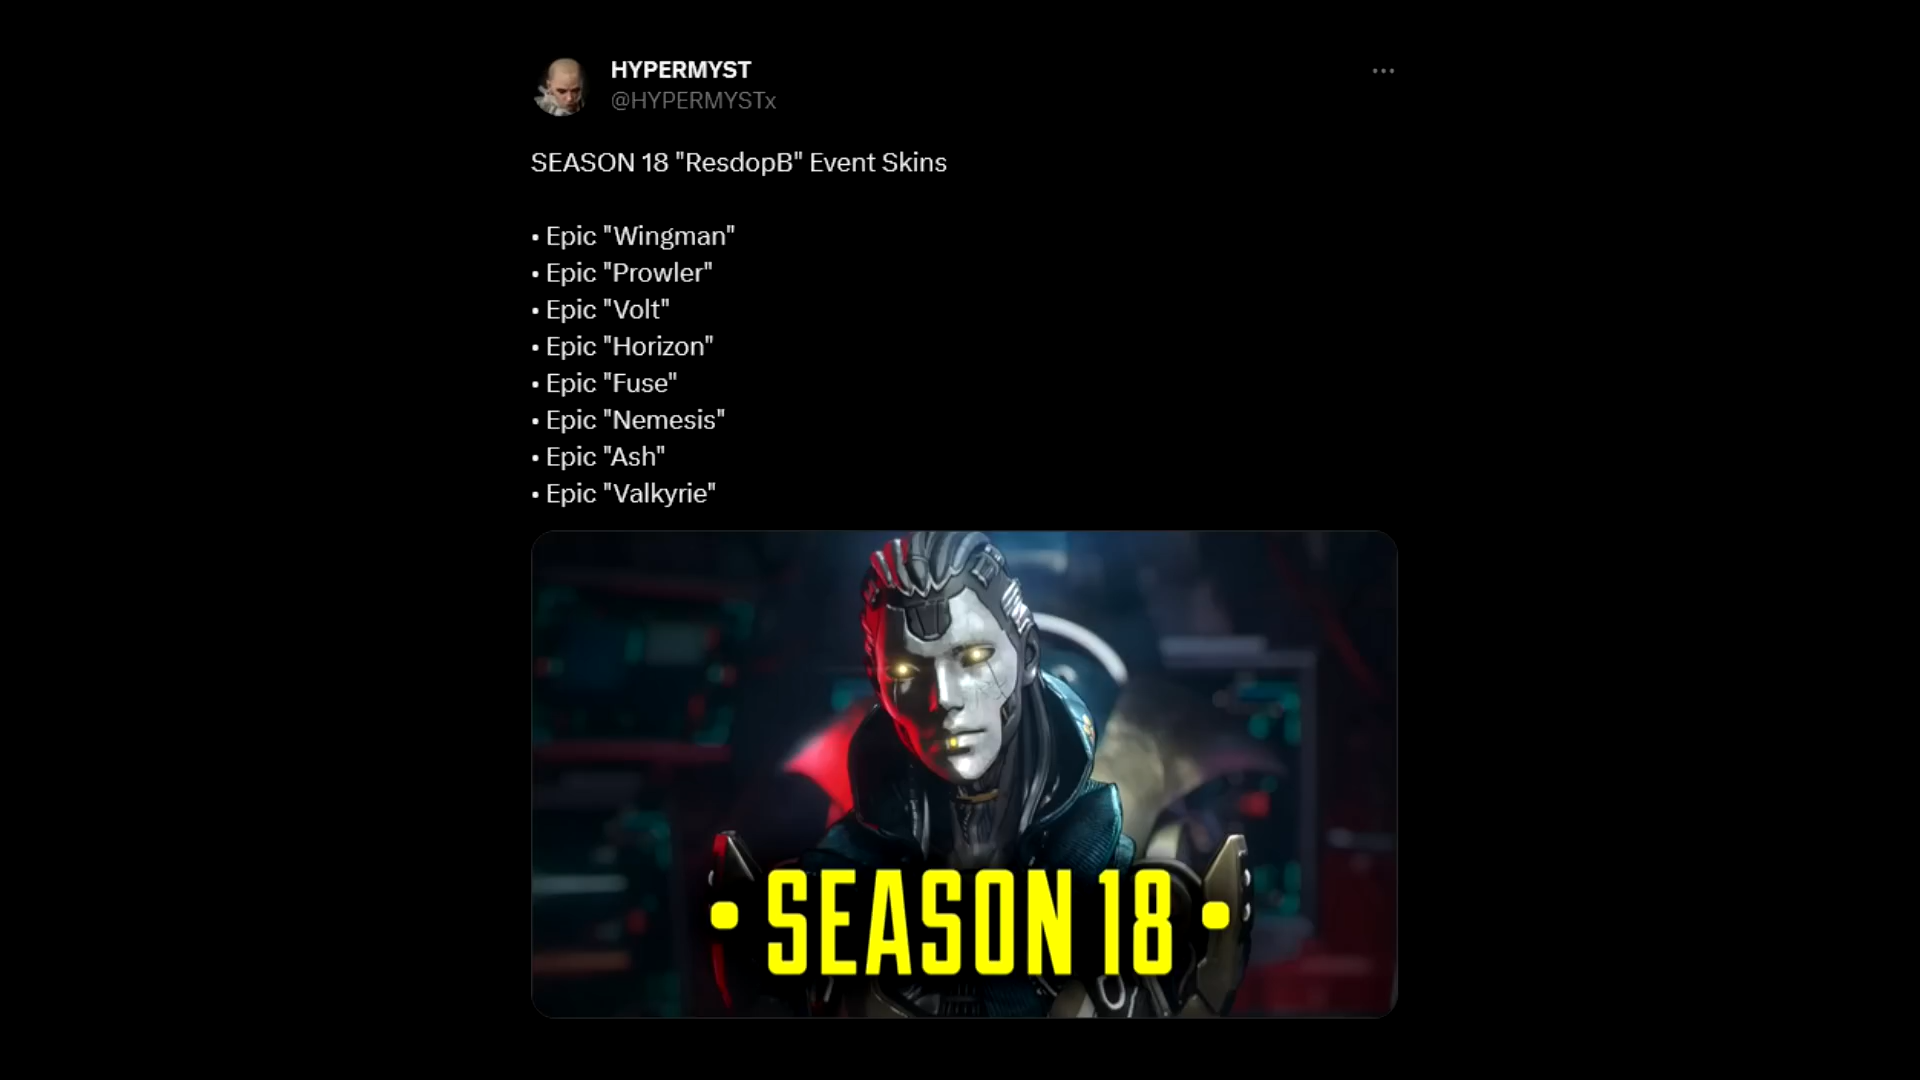 HYPERMYST
@HYPERMYSTx
SEASON 18 "ResdopB" Event Skins
• Epic "Wingman"
• Epic "Prowler"
• Epic "Volt"
• Epic "Horizon"
• Epic "Fuse"
• Epic "Nemesis"
• Epic "Ash"
• Epic "Valkyrie"
• SEASON 18 •